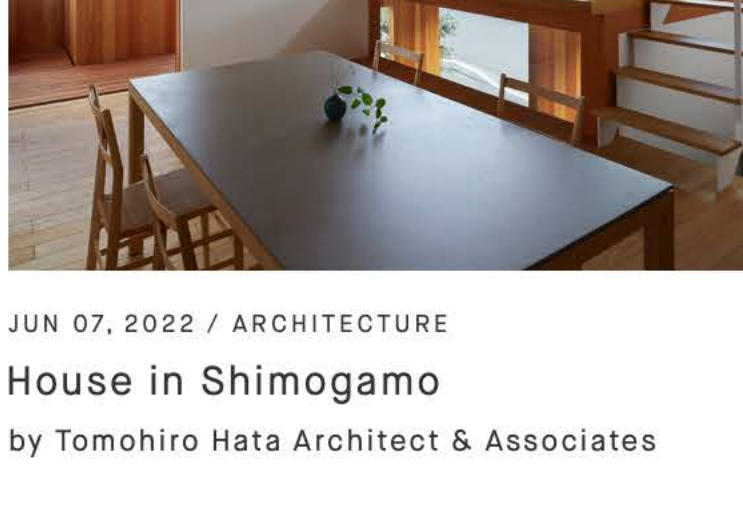 JUN 07, 2022 / ARCHITECTURE
House in Shimogamo
by Tomohiro Hata Architect & Associates